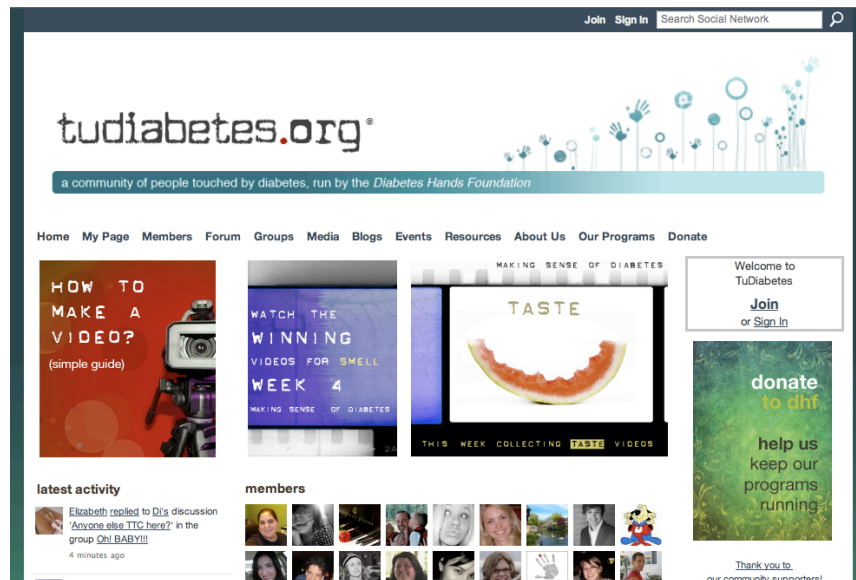 Join Sign In Search Social Network
tudiabetes.org®
a community of people touched by diabetes, run by the Diabetes Hands Foundation
Home My Page Members Forum Groups Media Blogs Events Resources About Us Our Programs Donate
HOW TO
MAKE A
VIDEO?
(simple guide)
WATCH THE
WINNING
VIDEOS FOR SMELL
WEEK 4
MAKING SENSE OF DIABETES
2A
MAKING SENSE OF DIABETES
TASTE
THIS WEEK COLLECTING TASTE VIDEOS
Welcome to
TuDiabetes
Join
or Sign In
donate
to dhf
help us
keep our
programs
running
latest activity
Elizabeth replied to Di's discussion
'Anyone else TTC here?' in the
group Oh! BABY!!!
4 minutes ago
members
Thank you to
our community supporters!